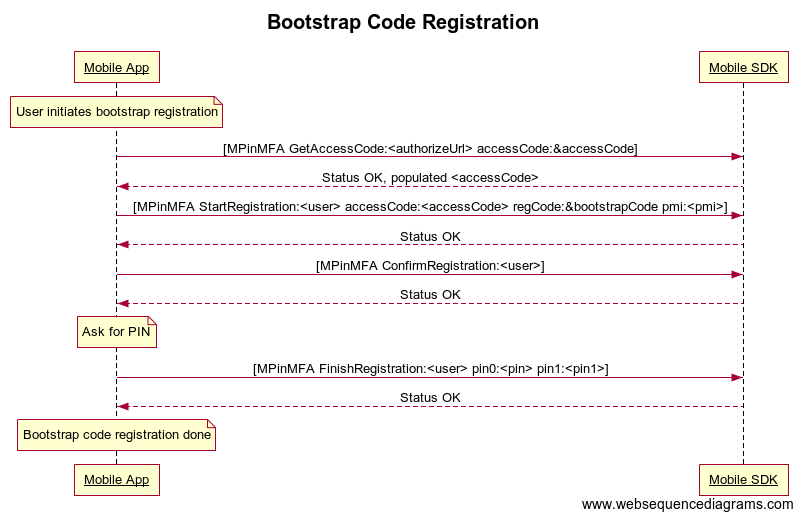 Bootstrap Code Registration
Mobile App
Mobile SDK
User initiates bootstrap registration
[MPinMFA GetAccessCode:<authorizeUrl> accessCode:&accessCode]
Status OK, populated <accessCode>
[MPinMFA StartRegistration:<user> accessCode:<accessCode> regCode:&bootstrapCode pmi:<pmi>]
Status OK
[MPinMFA ConfirmRegistration:<user>]
Status OK
Ask for PIN
[MPinMFA FinishRegistration:<user> pin0:<pin> pin1:<pin1>]
Status OK
Bootstrap code registration done
Mobile App
Mobile SDK
www.websequencediagrams.com